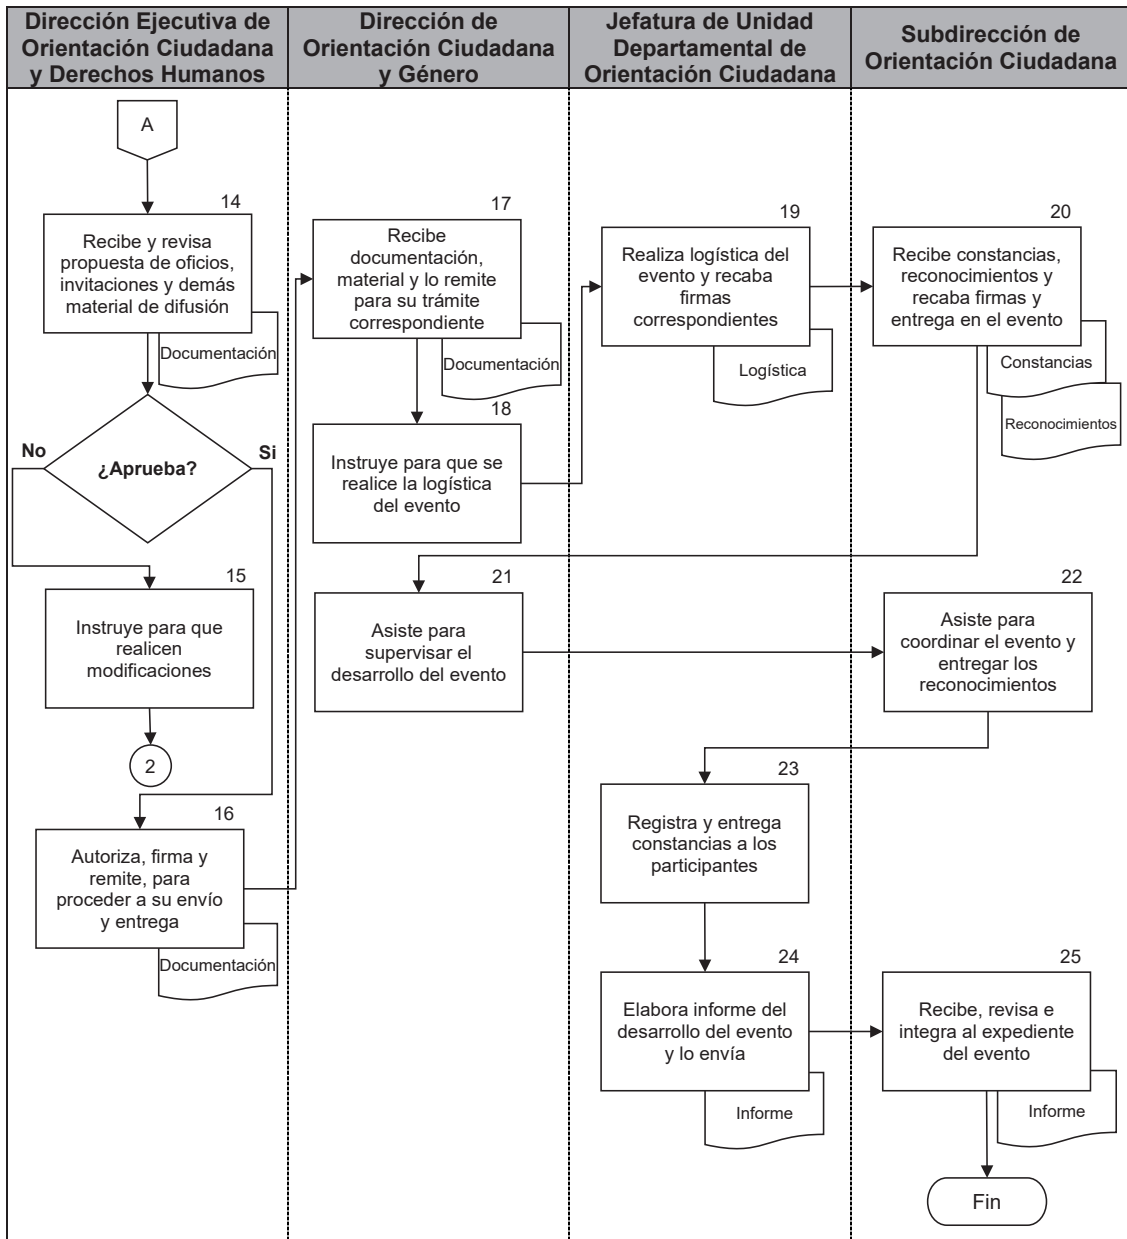 Dirección Ejecutiva de
Orientación Ciudadana
y Derechos Humanos
Dirección de
Orientación Ciudadana
y Género
Jefatura de Unidad
Departamental de
Orientación Ciudadana
Subdirección de
Orientación Ciudadana
A
14
Recibe y revisa
propuesta de oficios,
invitaciones y demás
material de difusión
Documentación
¿Aprueba?
No
Si
15
Instruye para que
realicen
modificaciones
2
16
Autoriza, firma y
remite, para
proceder a su envío
y entrega
Documentación
17
Recibe
documentación,
material y lo remite
para su trámite
correspondiente
Documentación
18
Instruye para que se
realice la logística
del evento
19
Realiza logística del
evento y recaba
firmas
correspondientes
Logística
20
Recibe constancias,
reconocimientos y
recaba firmas y
entrega en el evento
Constancias
Reconocimientos
21
Asiste para
supervisar el
desarrollo del evento
22
Asiste para
coordinar el evento y
entregar los
reconocimientos
23
Registra y entrega
constancias a los
participantes
24
Elabora informe del
desarrollo del evento
y lo envía
Informe
25
Recibe, revisa e
integra al expediente
del evento
Informe
Fin